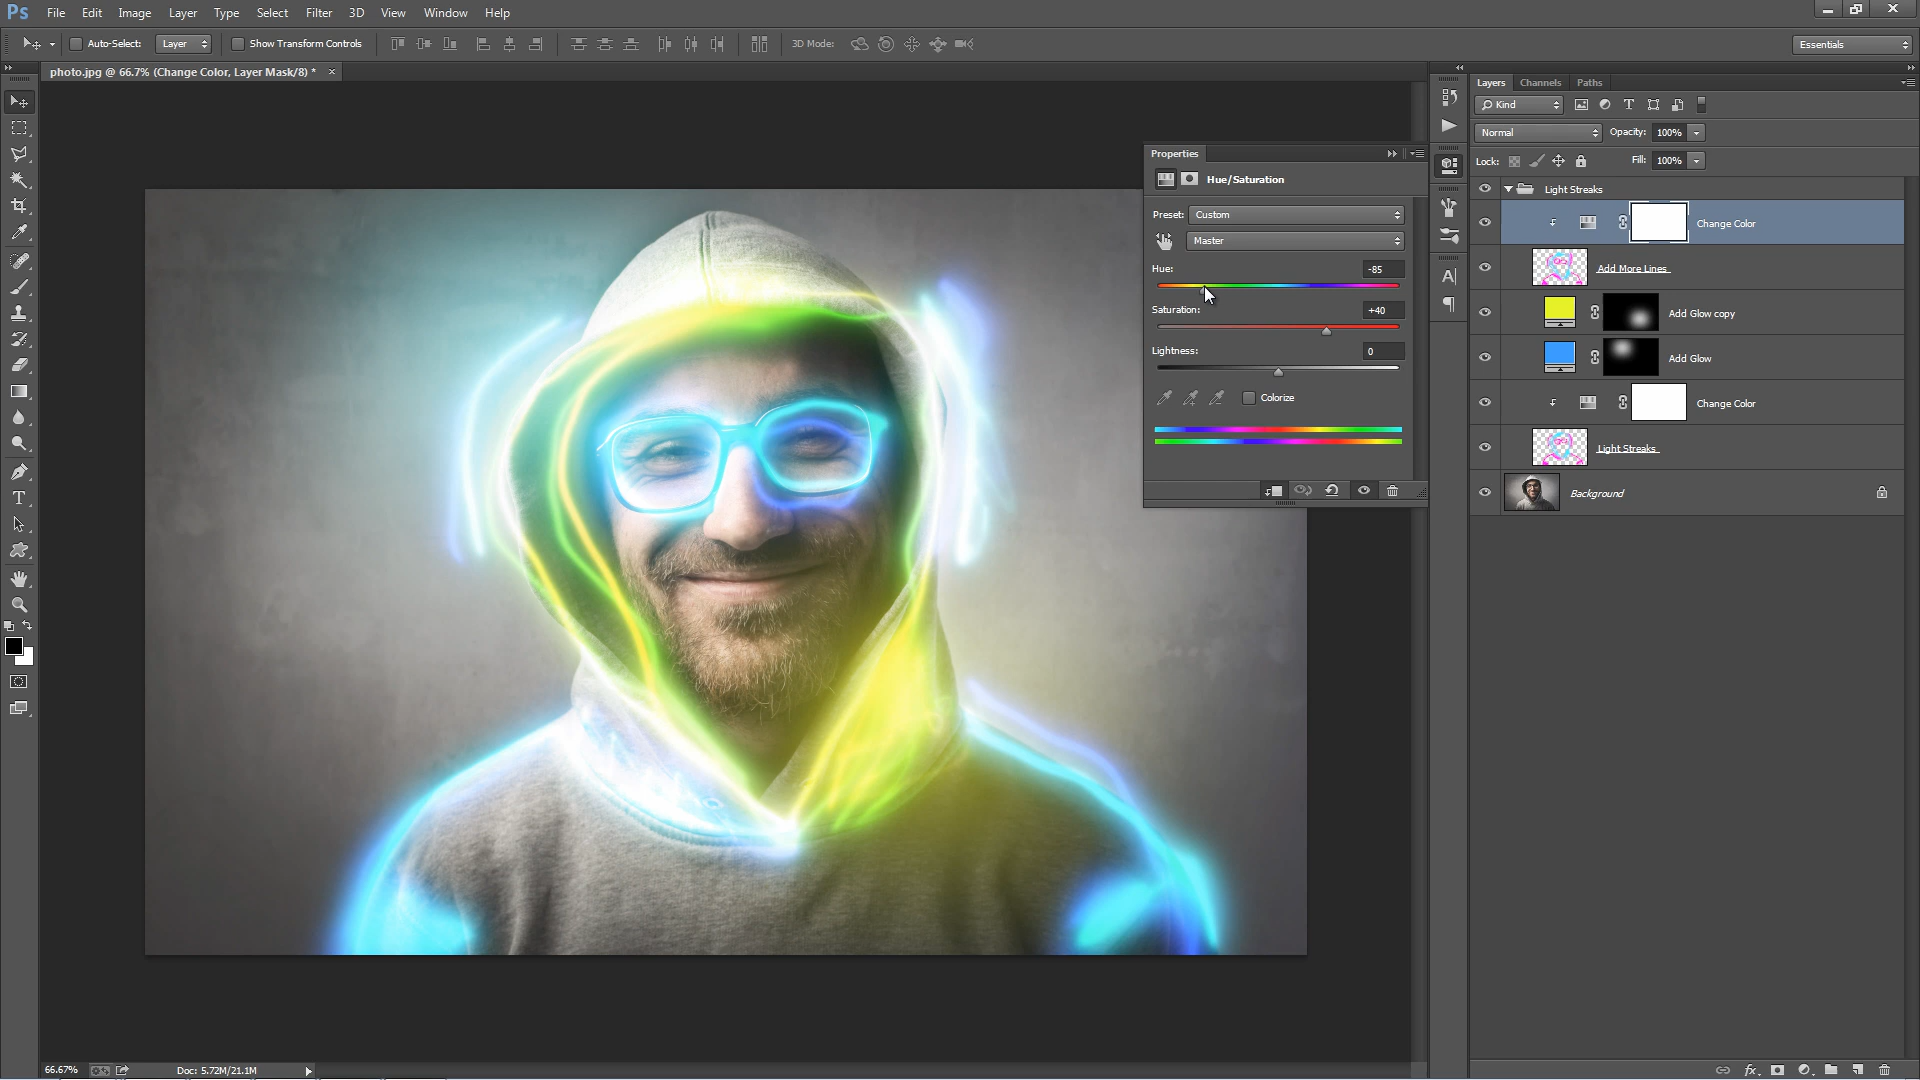 Ps File Edit Image Layer Type Select Filter 3D View Window Help
Auto-Select: Layer Show Transform Controls 3D Mode: Essentials
photo.jpg @ 66.7% (Change Color, Layer Mask/8) * ×
Properties
Hue/Saturation
Preset: Custom
Master
Hue: -85
Saturation: +40
Lightness: 0
Colorize
Layers Channels Paths
Kind
Normal Opacity: 100%
Lock: Fill: 100%
Light Streaks
Change Color
Add More Lines
Add Glow copy
Add Glow
Change Color
Light Streaks
Background
T
A
fx
66.67% Doc: 5.72M/21.1M